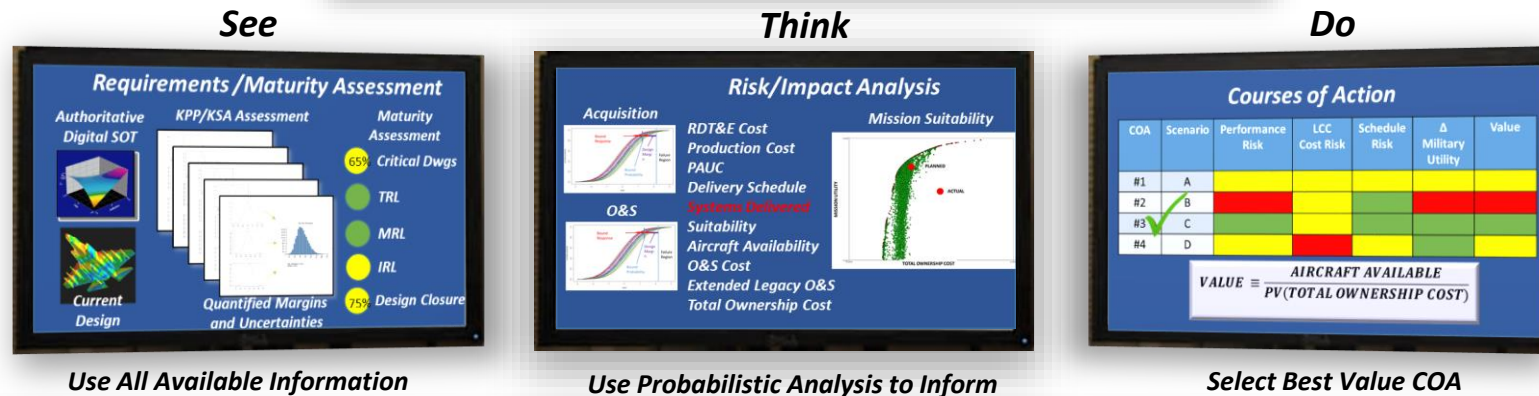 See
Think
Do
Requirements /Maturity Assessment
Authoritative
Digital SOT
KPP/KSA Assessment
Maturity
Assessment
65% Critical Dwgs
TRL
MRL
IRL
75% Design Closure
Current
Design
Quantified Margins
and Uncertainties
Risk/Impact Analysis
Acquisition
O&S
RDT&E Cost
Production Cost
PAUC
Delivery Schedule
Systems Delivered
Suitability
Aircraft Availability
O&S Cost
Extended Legacy O&S
Total Ownership Cost
Mission Suitability
MISSION UTILITY
PLANNED
ACTUAL
TOTAL OWNERSHIP COST
Courses of Action
COA Scenario Performance Risk LCC Cost Risk Schedule Risk Δ Military Utility Value
#1 A
#2 B
#3 C
#4 D
VALUE ≡ AIRCRAFT AVAILABLE
PV(TOTAL OWNERSHIP COST)
Use All Available Information
Use Probabilistic Analysis to Inform
Select Best Value COA